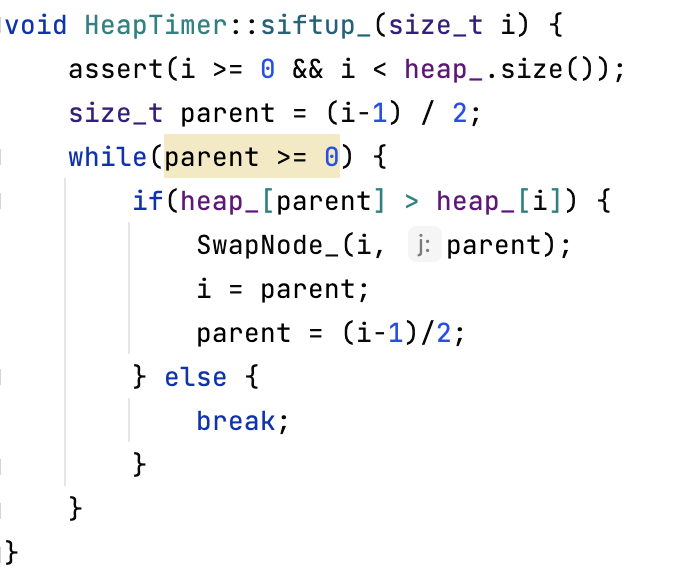 void HeapTimer::siftup_(size_t i) {
    assert(i >= 0 && i < heap_.size());
    size_t parent = (i-1) / 2;
    while(parent >= 0) {
        if(heap_[parent] > heap_[i]) {
            SwapNode_(i, j: parent);
            i = parent;
            parent = (i-1)/2;
        } else {
            break;
        }
    }
}